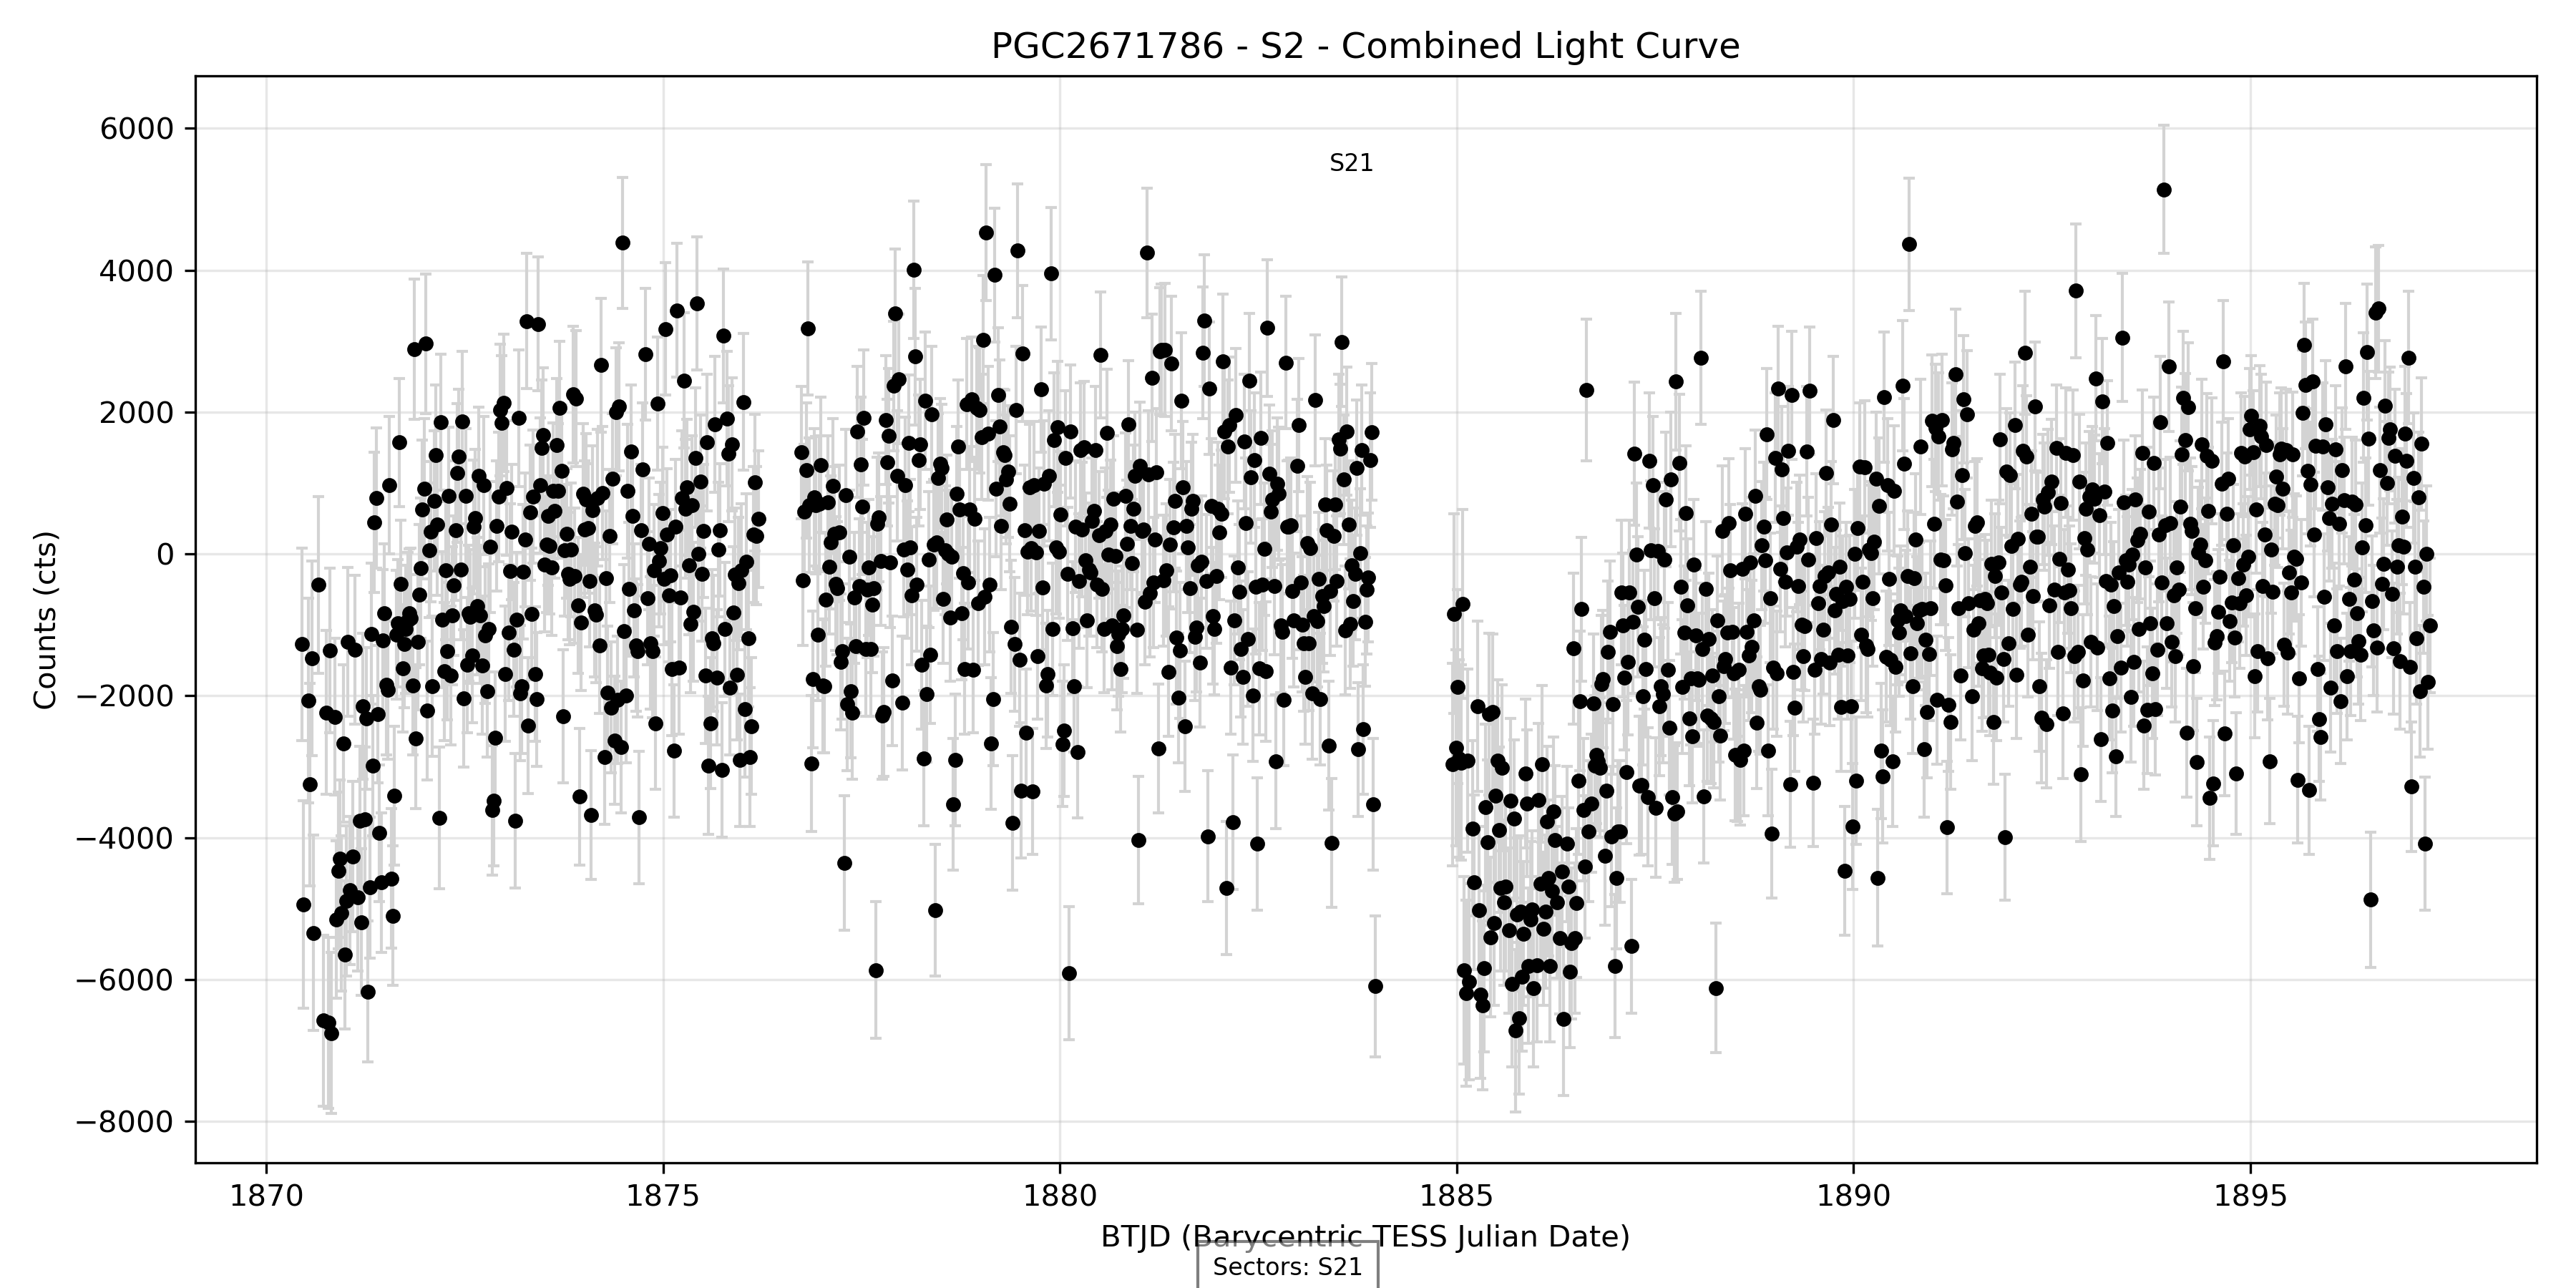 PGC2671786 - S2 - Combined Light Curve
Counts (cts)
6000
4000
2000
0
−2000
−4000
−6000
−8000
S21
1870 1875 1880 1885 1890 1895
BTJD (Barycentric TESS Julian Date)
Sectors: S21